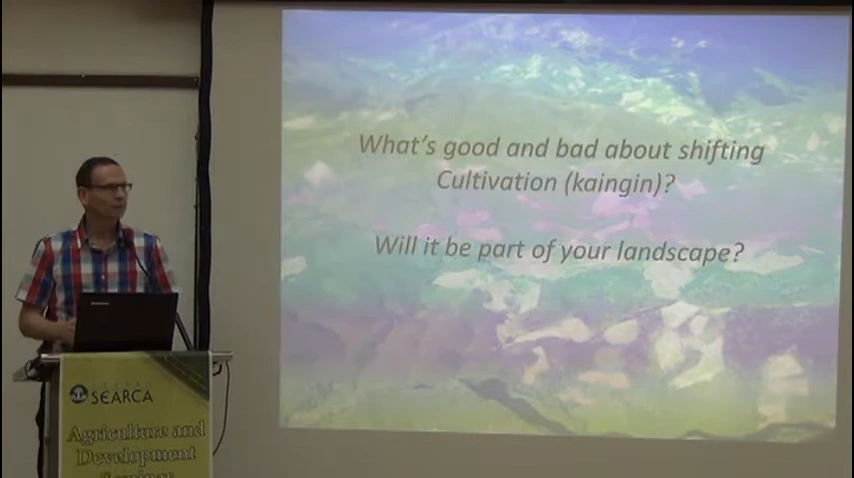 What's good and bad about shifting
Cultivation (kaingin)?
Will it be part of your landscape?
SEARCA
Agriculture and
Development
Seminar